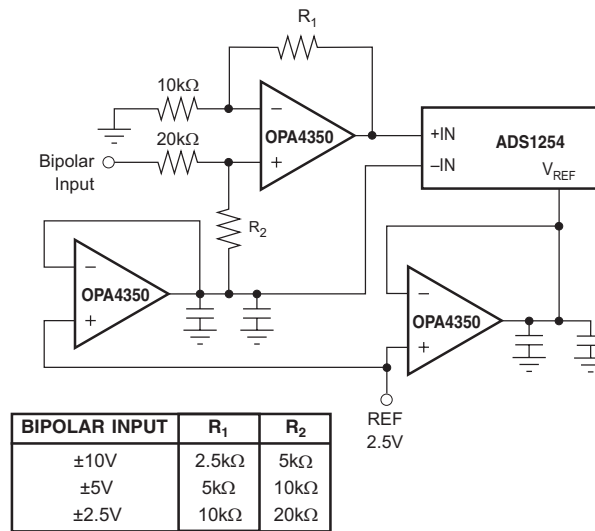 R1
10kΩ
−
OPA4350
+
20kΩ
Bipolar
Input
+IN
–IN
ADS1254
VREF
R2
−
OPA4350
+
−
OPA4350
+
REF
2.5V
BIPOLAR INPUT R1 R2
±10V 2.5kΩ 5kΩ
±5V 5kΩ 10kΩ
±2.5V 10kΩ 20kΩ